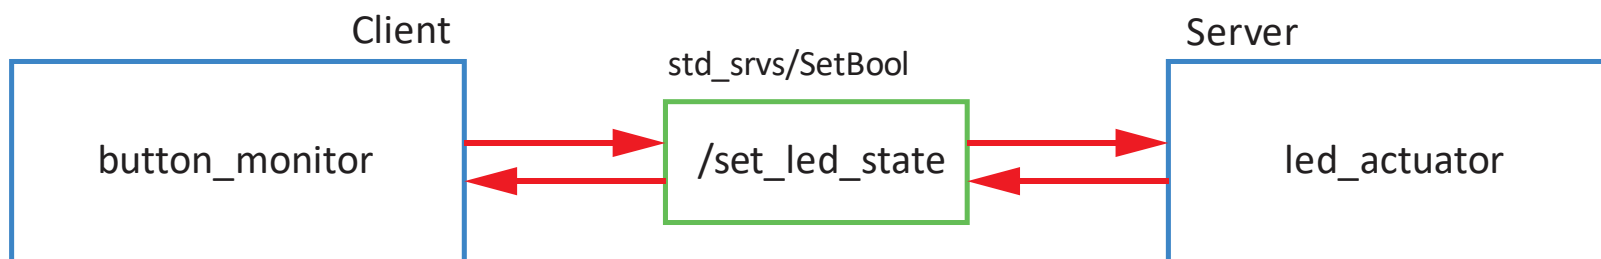 Client
Server
std_srvs/SetBool
button_monitor
/set_led_state
led_actuator